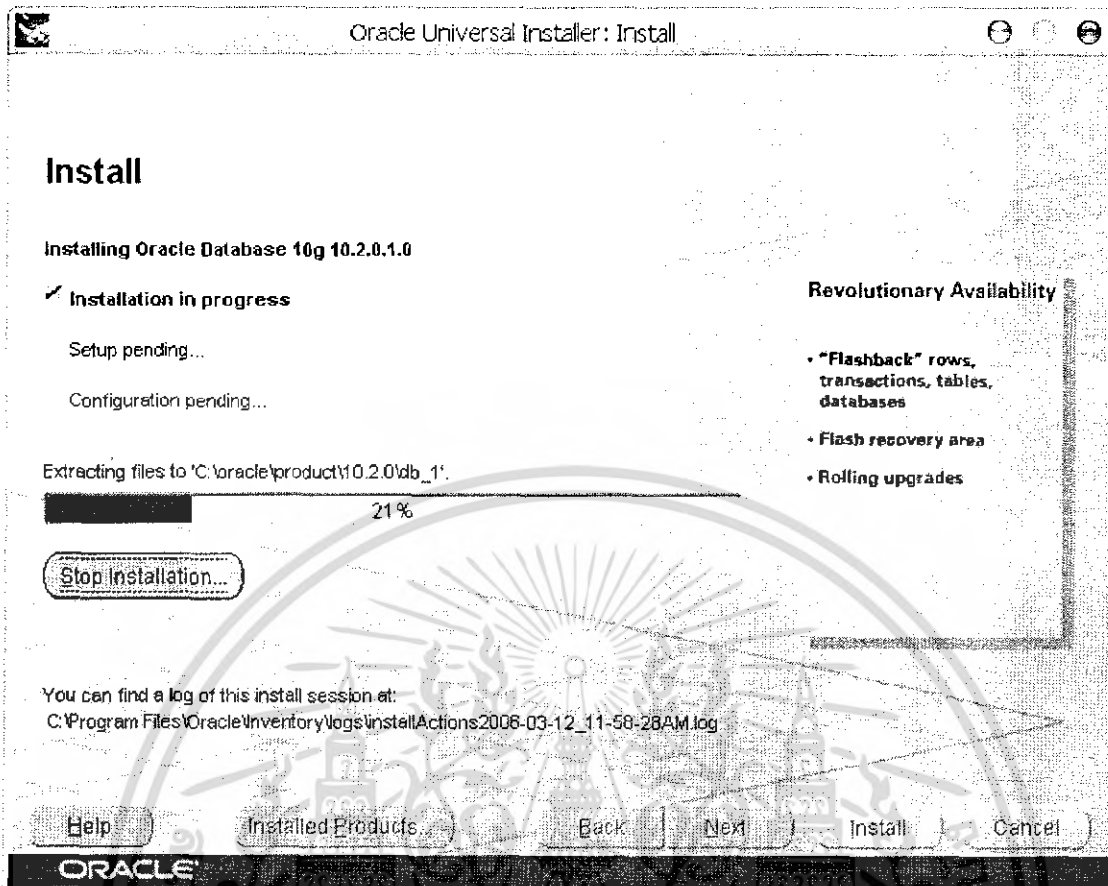 Oracle Universal Installer: Install
Install
Installing Oracle Database 10g 10.2.0.1.0
Installation in progress
Setup pending...
Configuration pending...
Extracting files to 'C:\oracle\product\10.2.0\db_1'.
21%
Stop installation...
Revolutionary Availability
• "Flashback" rows,
transactions, tables,
databases
• Flash recovery area
• Rolling upgrades
You can find a log of this install session at:
C:\Program Files\Oracle\Inventory\logs\installActions2006-03-12_11-58-28AM.log
Help
Installed Products...
Back
Next
Install
Cancel
ORACLE